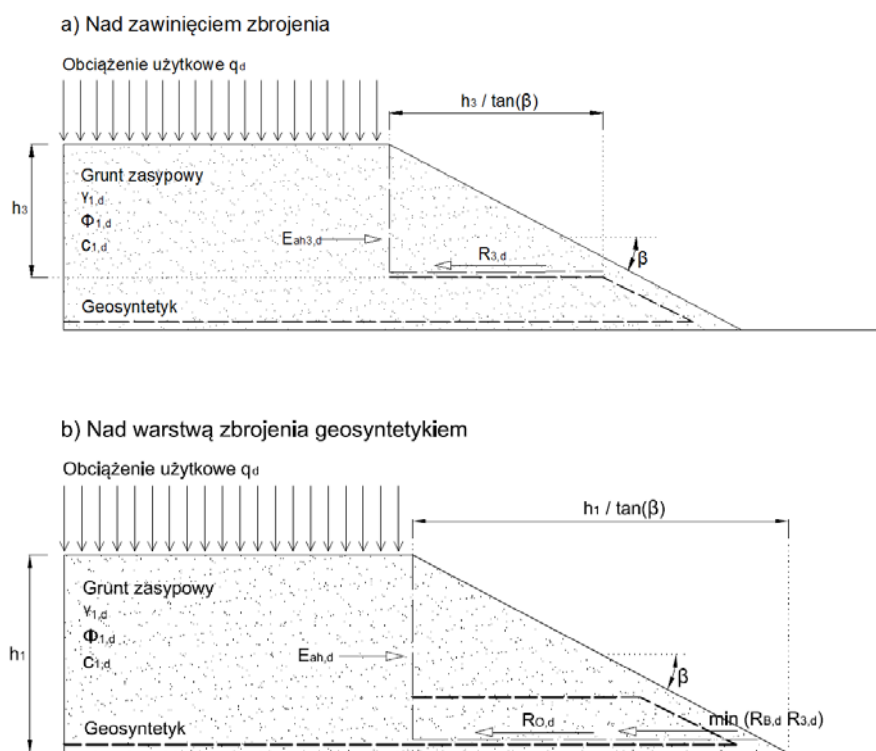 a) Nad zawinięciem zbrojenia
Obciążenie użytkowe qd
h3 / tan(β)
h3
Grunt zasypowy
γ1,d
Φ1,d
c1,d
Eah3,d
R3,d
β
Geosyntetyk
b) Nad warstwą zbrojenia geosyntetykiem
Obciążenie użytkowe qd
h1 / tan(β)
h1
Grunt zasypowy
γ1,d
Φ1,d
c1,d
Eah,d
β
RO,d
min (RB,d R3,d)
Geosyntetyk